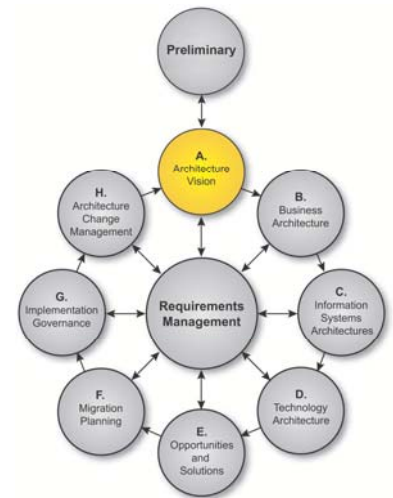 Preliminary
A.
Architecture
Vision
B.
Business
Architecture
C.
Information
Systems
Architectures
D.
Technology
Architecture
E.
Opportunities
and
Solutions
F.
Migration
Planning
G.
Implementation
Governance
H.
Architecture
Change
Management
Requirements
Management